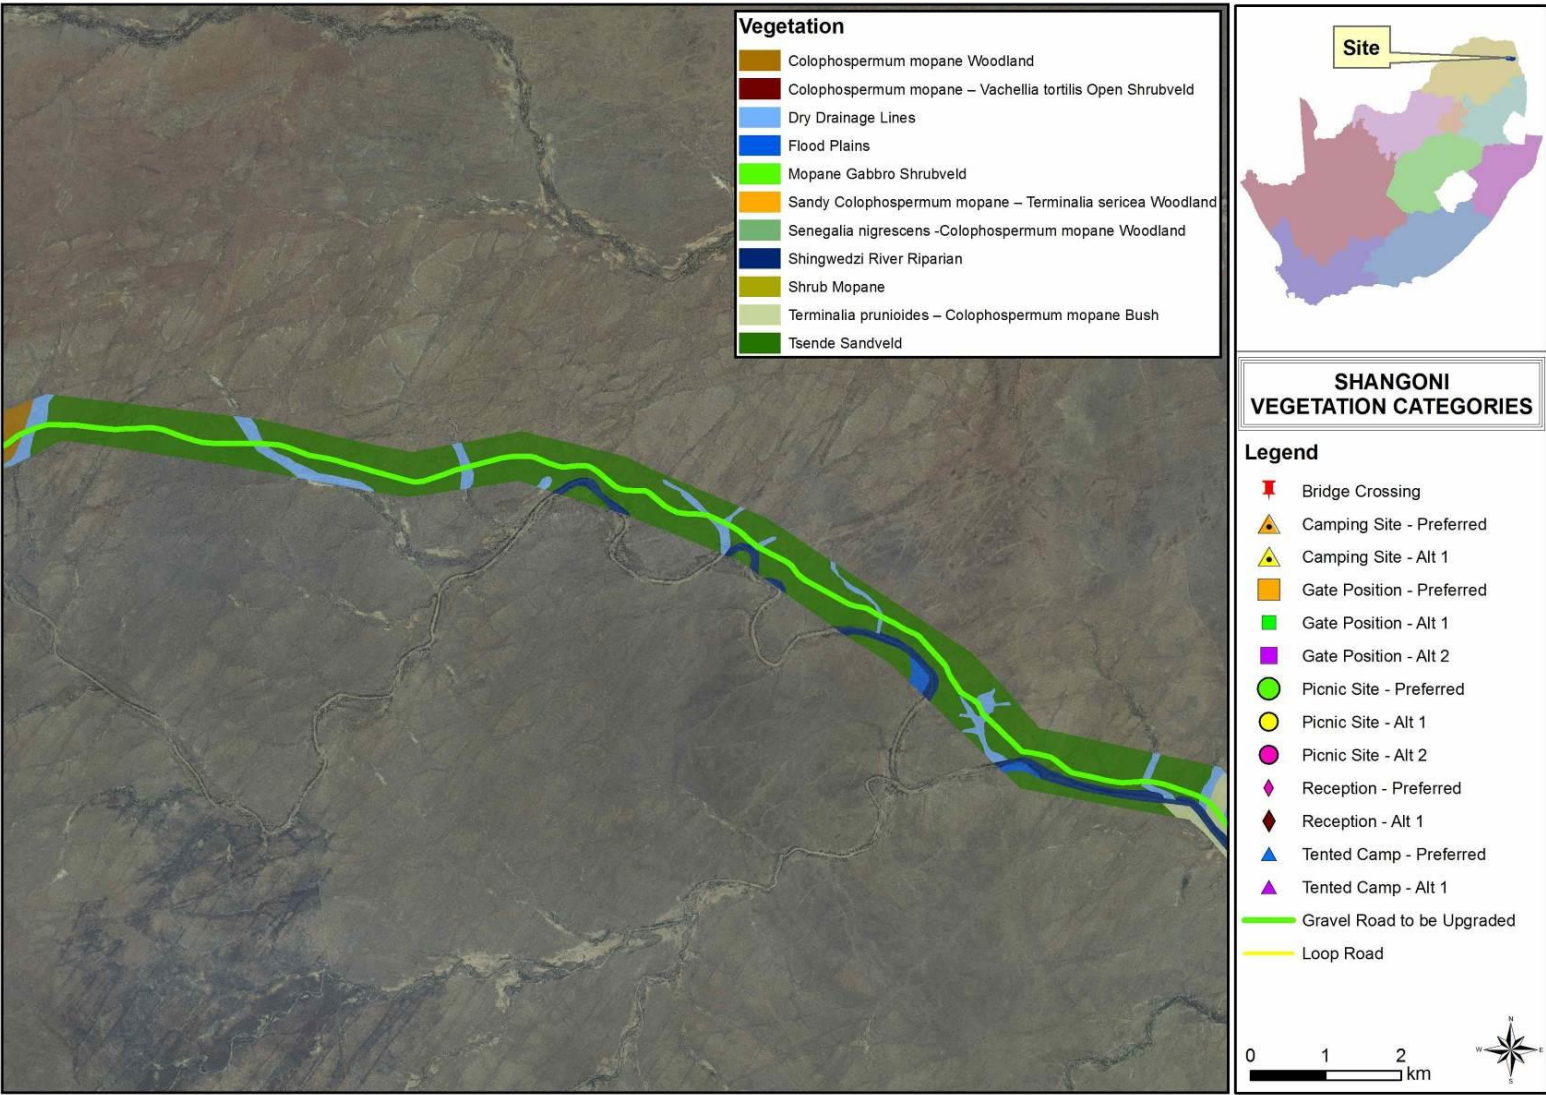 Vegetation
Colophospermum mopane Woodland
Colophospermum mopane – Vachellia tortilis Open Shrubveld
Dry Drainage Lines
Flood Plains
Mopane Gabbro Shrubveld
Sandy Colophospermum mopane – Terminalia sericea Woodland
Senegalia nigrescens -Colophospermum mopane Woodland
Shingwedzi River Riparian
Shrub Mopane
Terminalia prunioides – Colophospermum mopane Bush
Tsende Sandveld
Site
SHANGONI
VEGETATION CATEGORIES
Legend
Bridge Crossing
Camping Site - Preferred
Camping Site - Alt 1
Gate Position - Preferred
Gate Position - Alt 1
Gate Position - Alt 2
Picnic Site - Preferred
Picnic Site - Alt 1
Picnic Site - Alt 2
Reception - Preferred
Reception - Alt 1
Tented Camp - Preferred
Tented Camp - Alt 1
Gravel Road to be Upgraded
Loop Road
N
W E
S
0 1 2
km